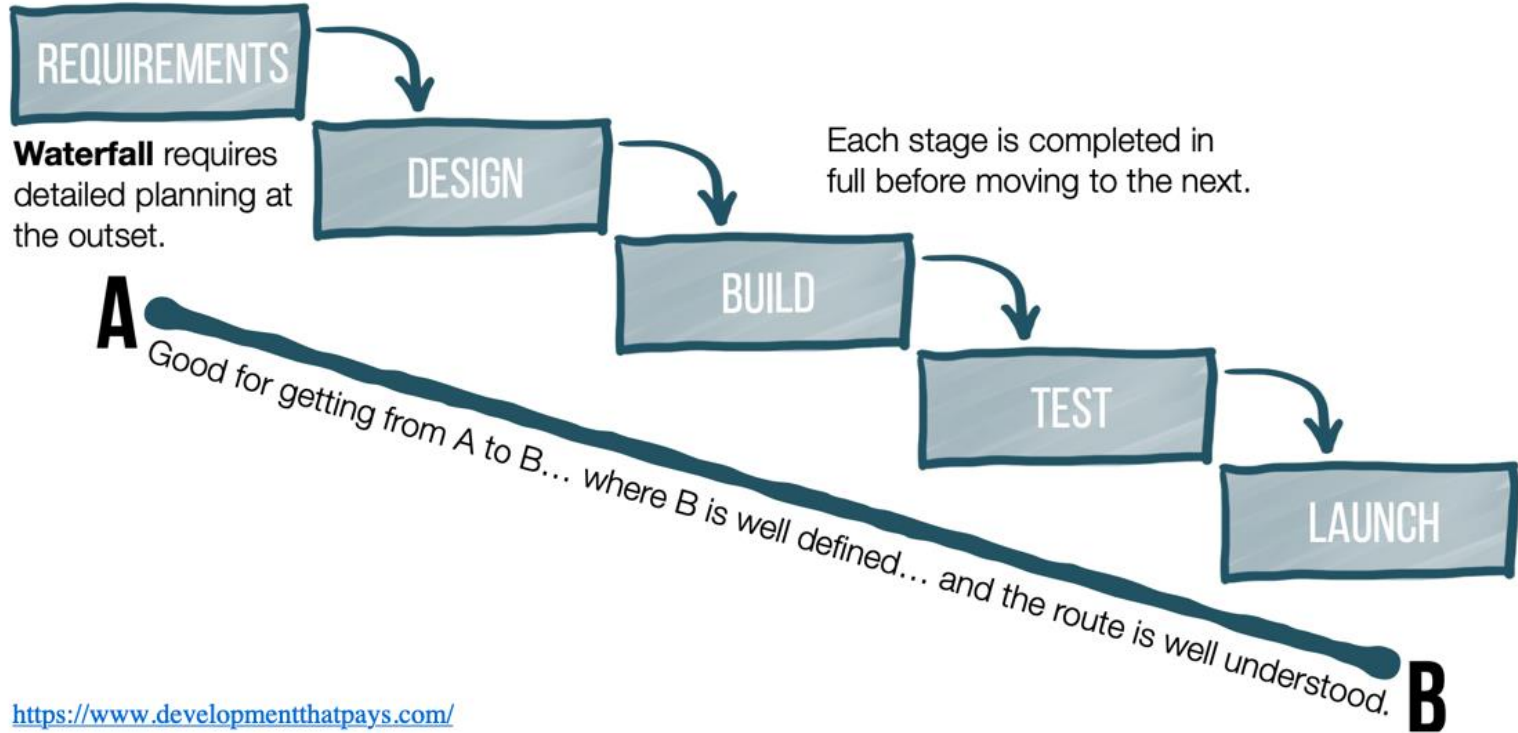 REQUIREMENTS
Waterfall requires
detailed planning at
the outset.
DESIGN
Each stage is completed in
full before moving to the next.
BUILD
TEST
LAUNCH
A
Good for getting from A to B... where B is well defined... and the route is well understood.
B
https://www.developmentthatpays.com/